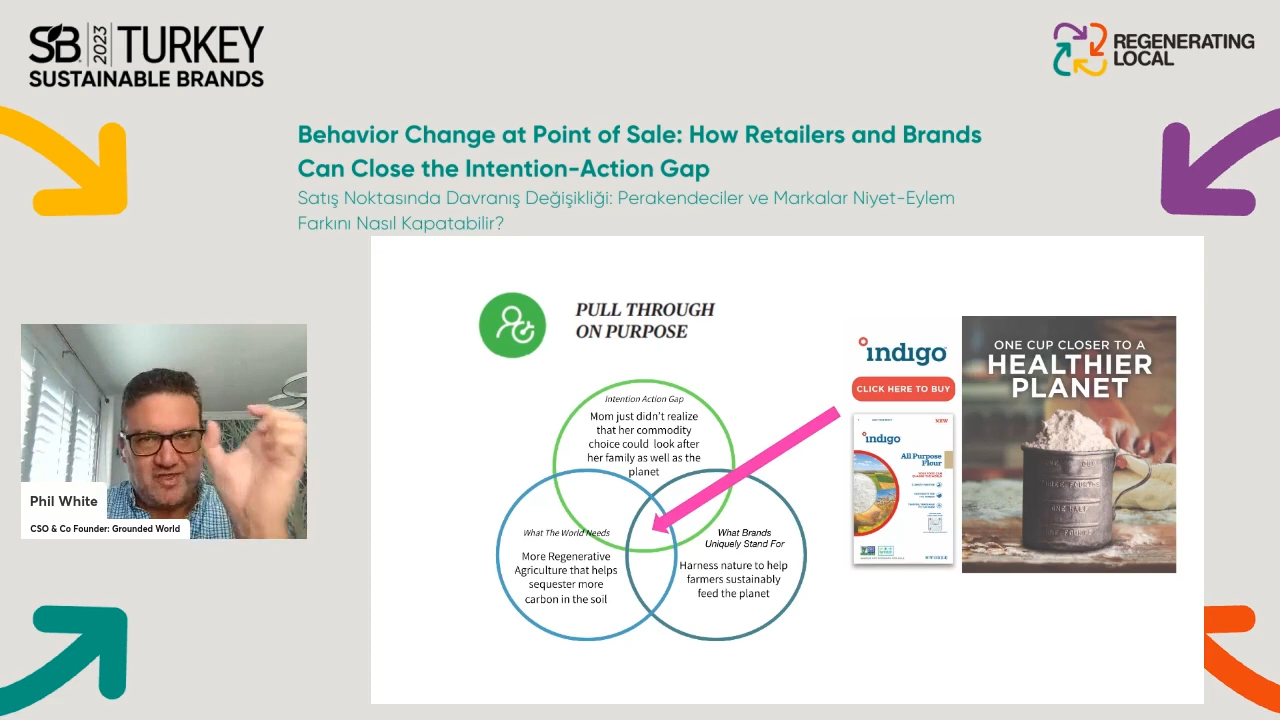 SB 2023 TURKEY
SUSTAINABLE BRANDS
REGENERATING
LOCAL
Behavior Change at Point of Sale: How Retailers and Brands
Can Close the Intention-Action Gap
Satış Noktasında Davranış Değişikliği: Perakendeciler ve Markalar Niyet-Eylem
Farkını Nasıl Kapatabilir?
PULL THROUGH
ON PURPOSE
Intention Action Gap
Mom just didn't realize
that her commodity
choice could look after
her family as well as the
planet
What The World Needs
More Regenerative
Agriculture that helps
sequester more
carbon in the soil
What Brands
Uniquely Stand For
Harness nature to help
farmers sustainably
feed the planet
indigo
CLICK HERE TO BUY
NEW
indigo
All Purpose
Flour
ONE CUP CLOSER TO A
HEALTHIER
PLANET
ONE HALF
Phil White
CSO & Co Founder: Grounded World